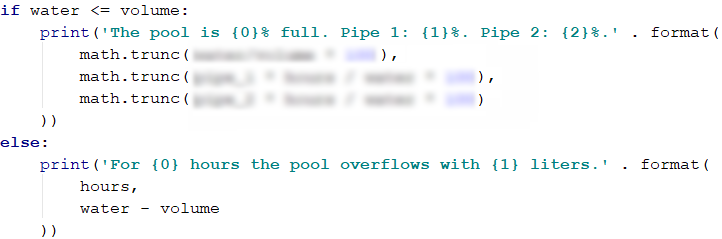 if water <= volume:
print('The pool is {0}% full. Pipe 1: {1}%. Pipe 2: {2}%.' . format(
math.trunc( ),
math.trunc( ),
math.trunc( )
))
else:
print('For {0} hours the pool overflows with {1} liters.' . format(
hours,
water - volume
))